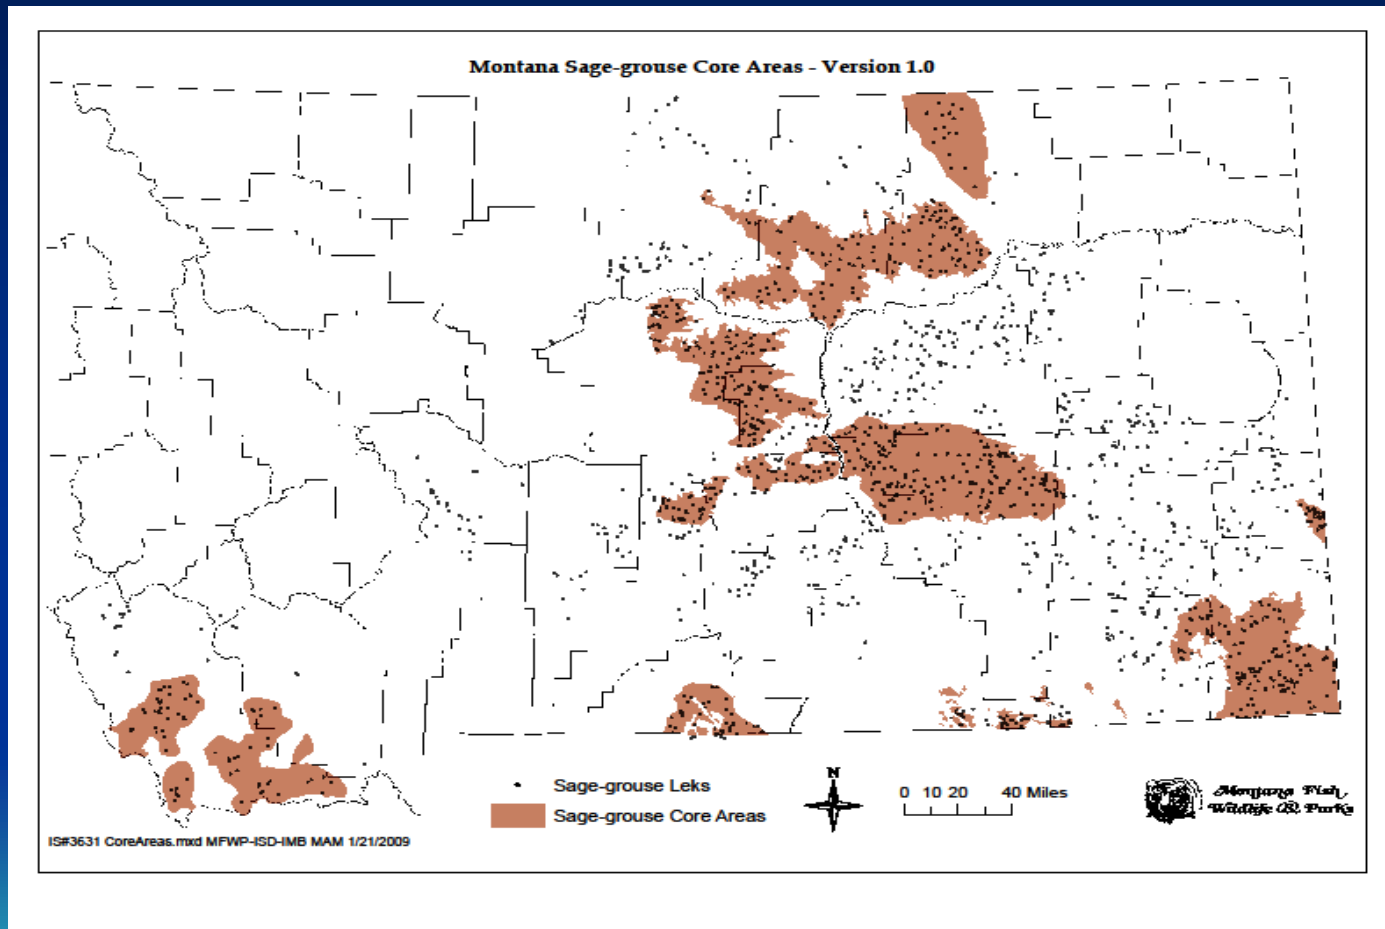 Montana Sage-grouse Core Areas - Version 1.0
N
Sage-grouse Leks
Sage-grouse Core Areas
0 10 20 40 Miles
Montana Fish,
Wildlife & Parks
IS#3631 CoreAreas.mxd MFWP-ISD-IMB MAM 1/21/2009